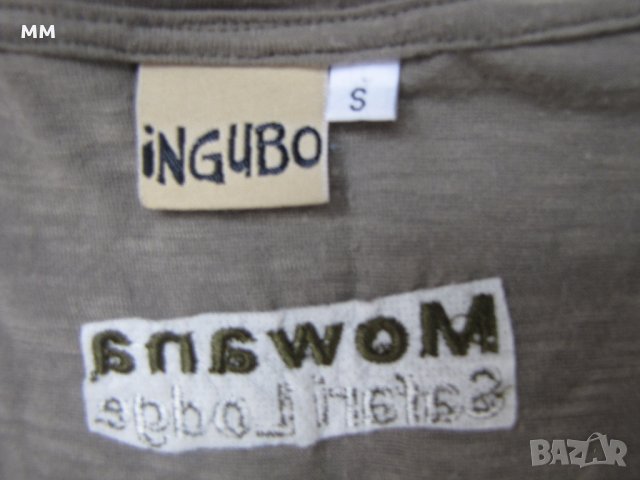 MM
iNGUBO
S
Mowana
Safari Lodge
BAZAR